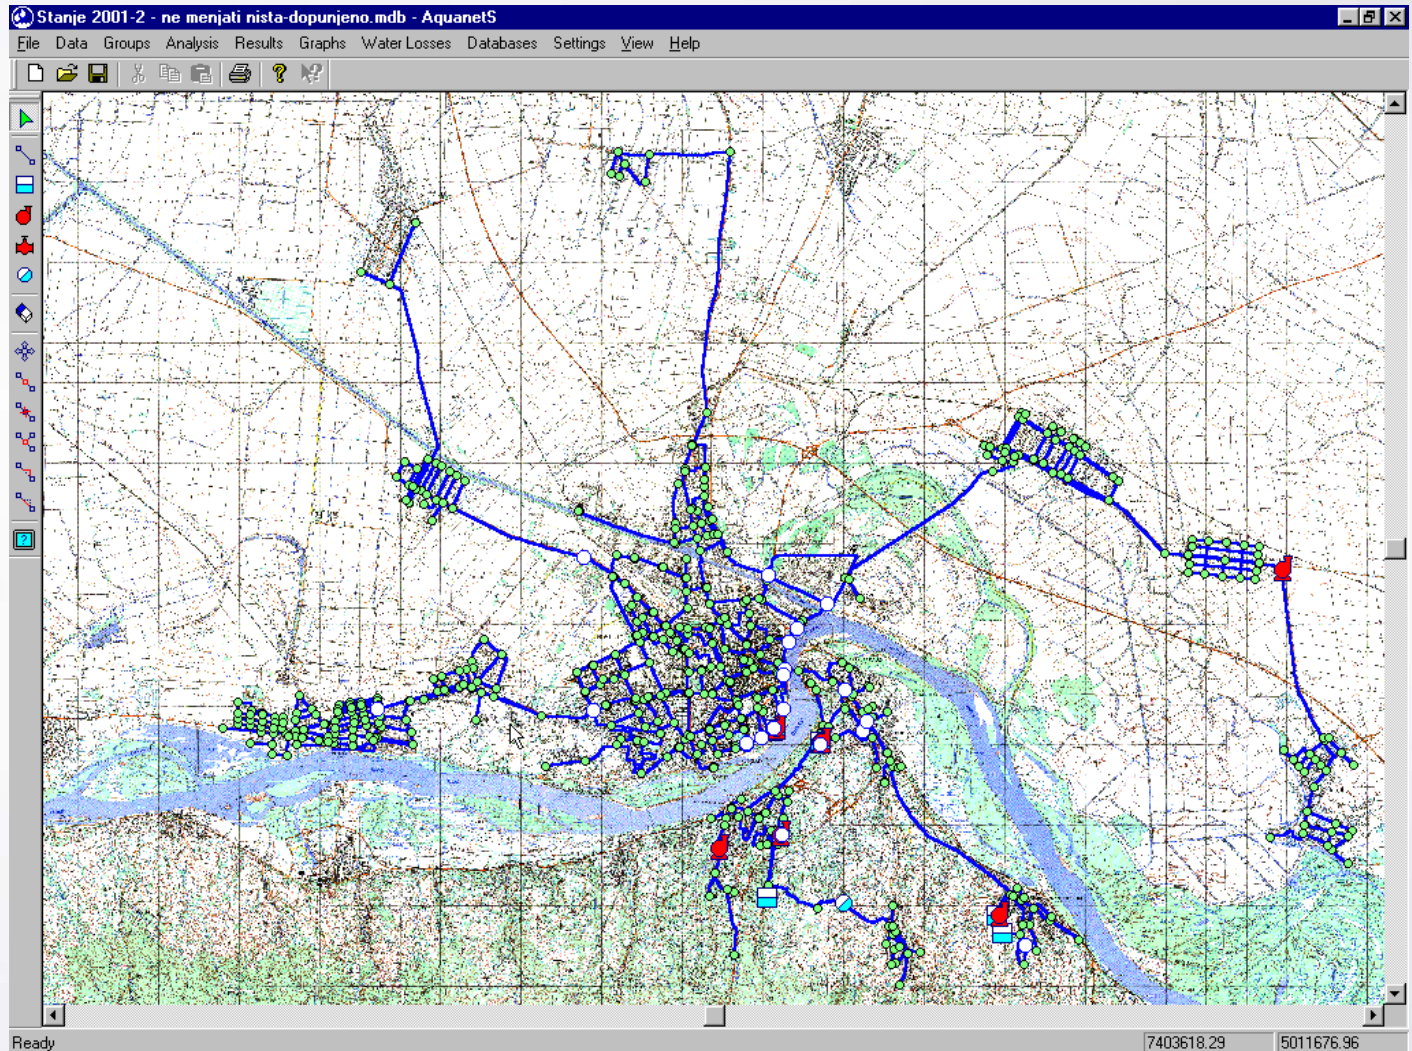 Stanje 2001-2 - ne menjati nista-dopunjeno.mdb - AquanetS
File Data Groups Analysis Results Graphs Water Losses Databases Settings View Help
Ready 7403618.29 5011676.96